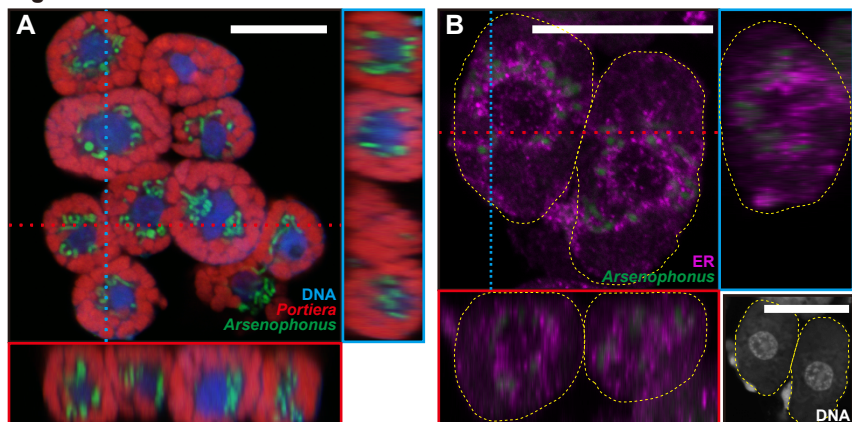 A
DNA
Portiera
Arsenophonus
B
ER
Arsenophonus
DNA